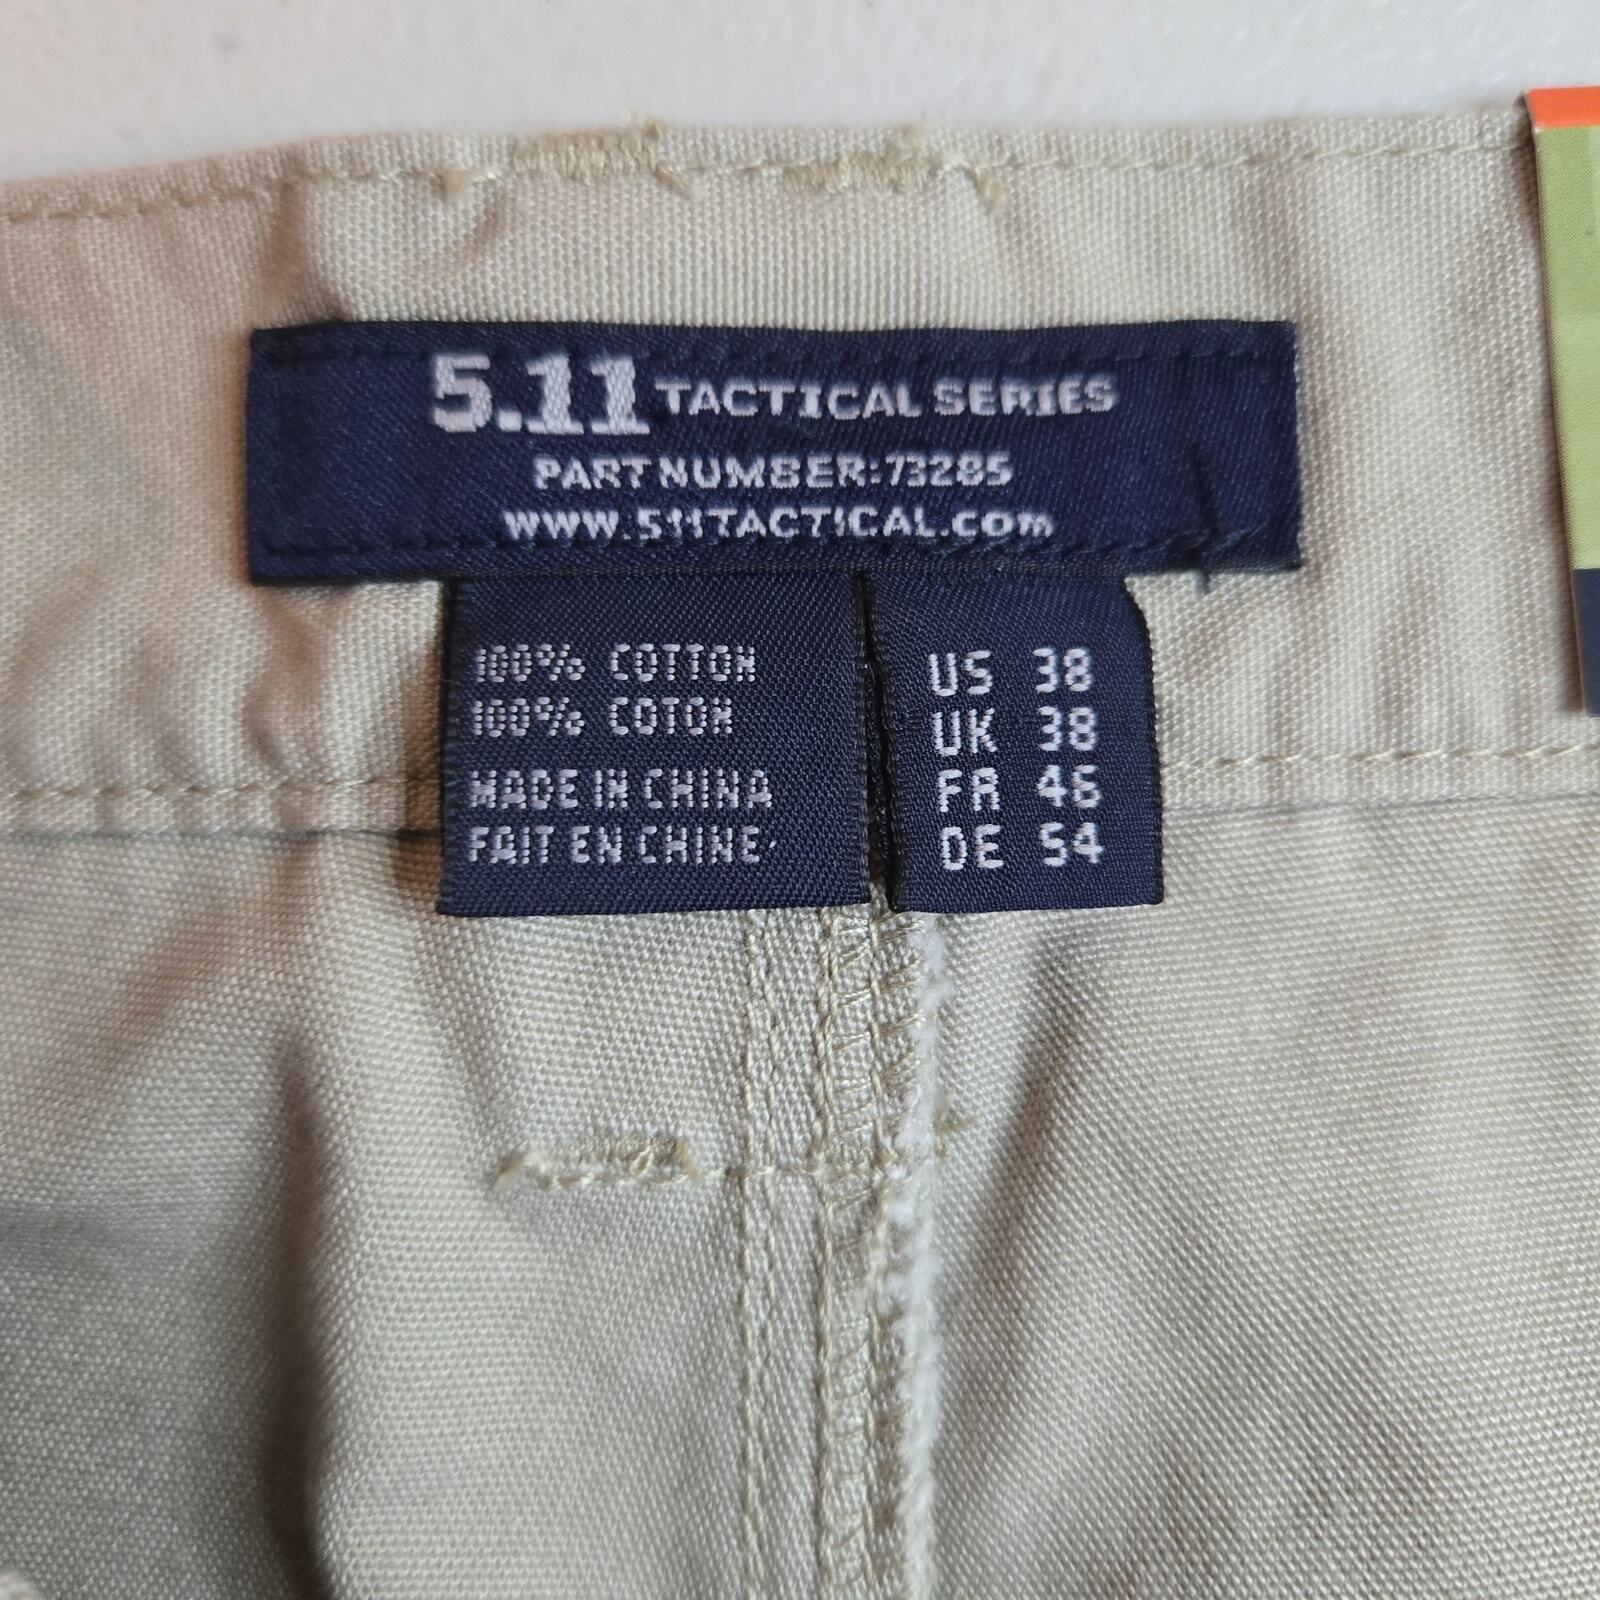 5.11 TACTICAL SERIES
PART NUMBER:73285
WWW.511TACTICAL.com
100% COTTON
100% COTON
MADE IN CHINA
FAIT EN CHINE
US 38
UK 38
FR 46
DE 54